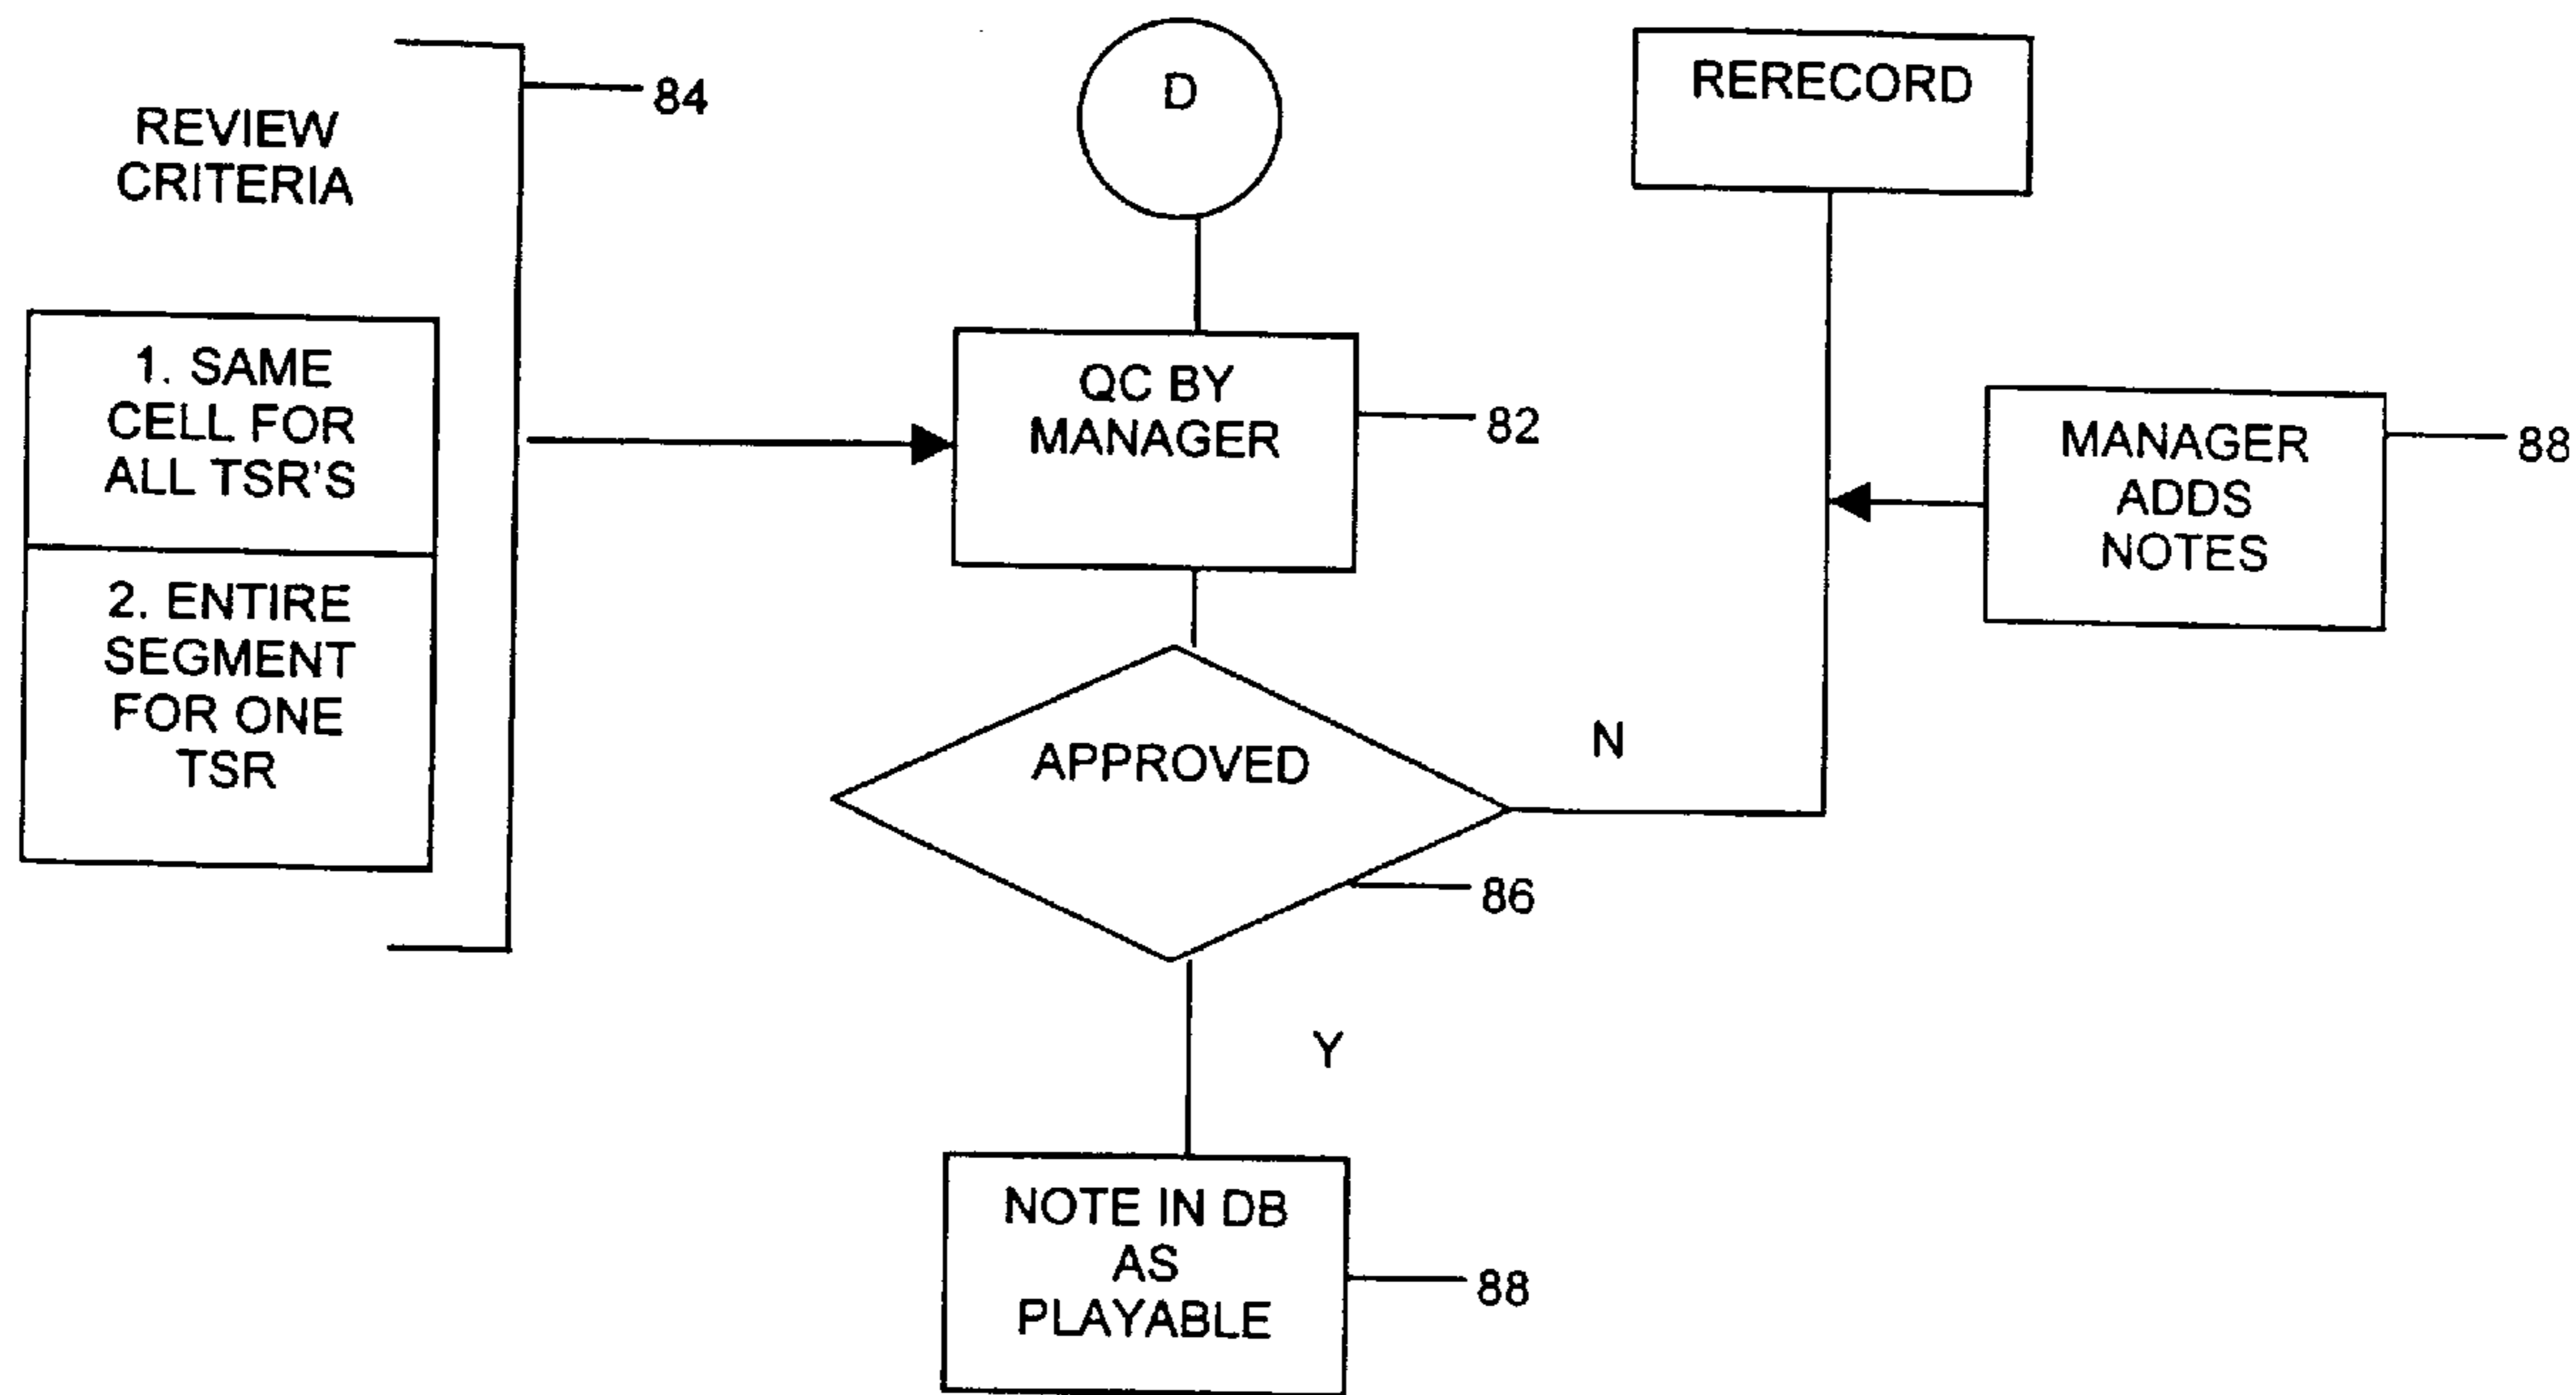 REVIEW
CRITERIA
84
1. SAME
CELL FOR
ALL TSR'S
2. ENTIRE
SEGMENT
FOR ONE
TSR
D
QC BY
MANAGER
82
APPROVED
86
N
Y
NOTE IN DB
AS
PLAYABLE
88
RERECORD
MANAGER
ADDS
NOTES
88